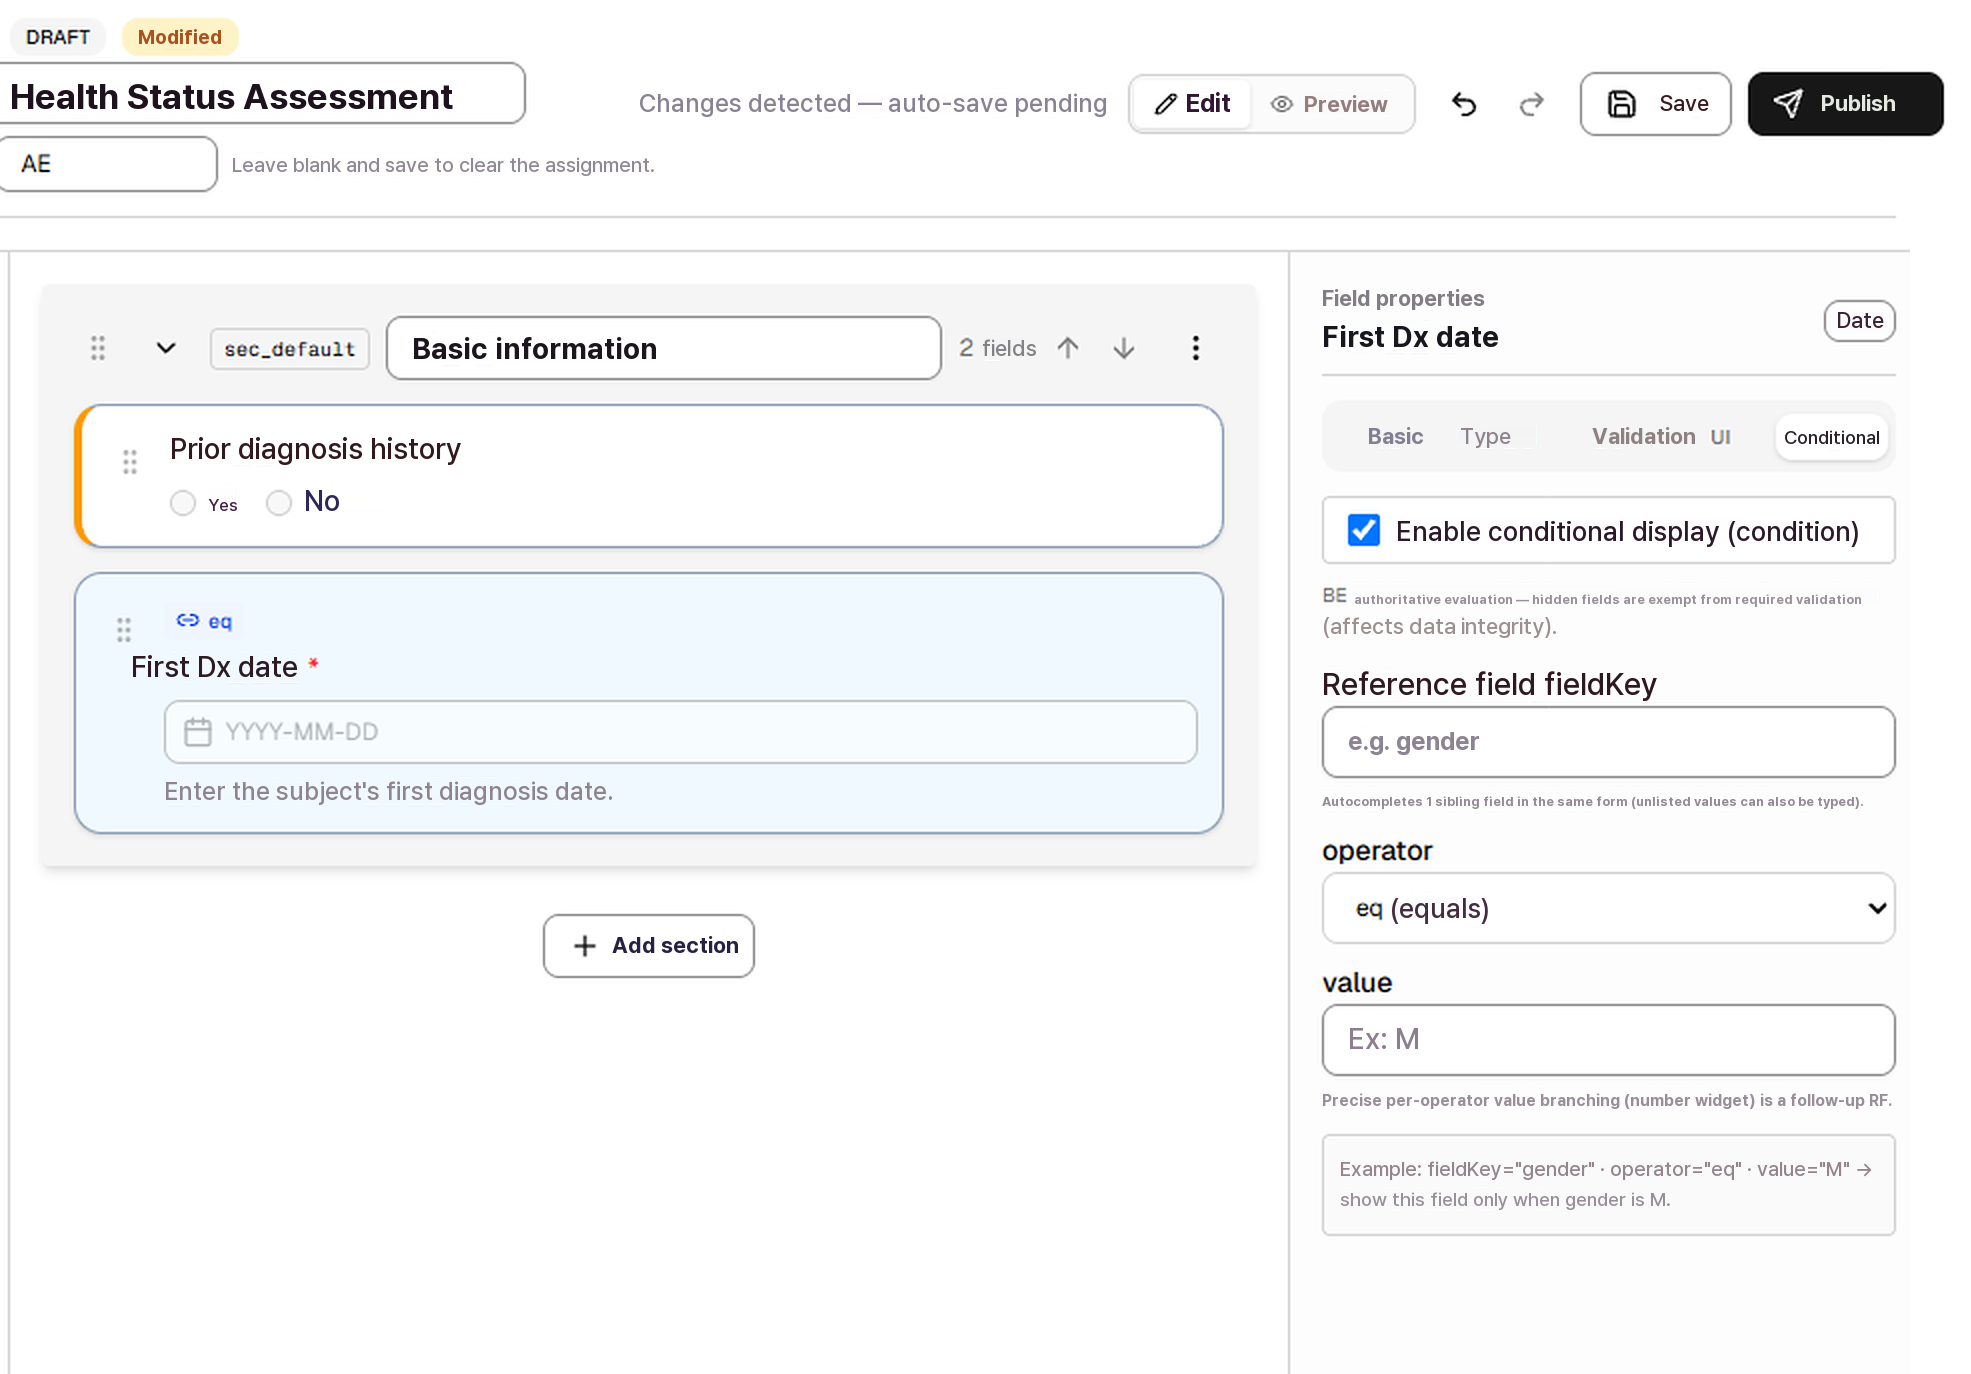 DRAFT Modified
Health Status Assessment
Changes detected — auto-save pending
Edit Preview Save Publish
AE Leave blank and save to clear the assignment.
sec_default Basic information 2 fields
Prior diagnosis history
Yes No
eq
First Dx date *
YYYY-MM-DD
Enter the subject's first diagnosis date.
Add section
Field properties
First Dx date Date
Basic Type Validation UI Conditional
Enable conditional display (condition)
BE authoritative evaluation — hidden fields are exempt from required validation
(affects data integrity).
Reference field fieldKey
e.g. gender
Autocompletes 1 sibling field in the same form (unlisted values can also be typed).
operator
eq (equals)
value
Ex: M
Precise per-operator value branching (number widget) is a follow-up RF.
Example: fieldKey="gender" · operator="eq" · value="M" →
show this field only when gender is M.